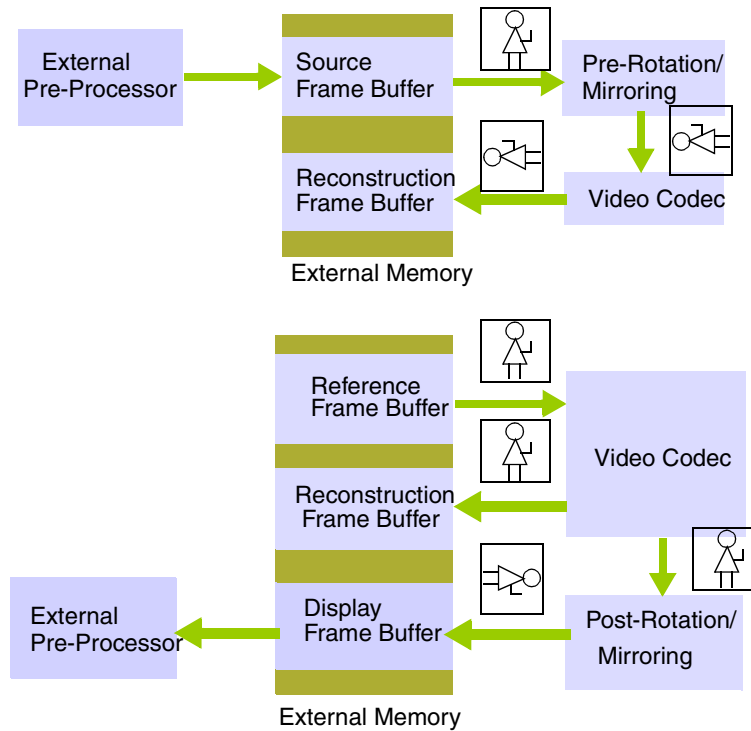 External
Pre-Processor
Source
Frame Buffer
Pre-Rotation/
Mirroring
Reconstruction
Frame Buffer
Video Codec
External Memory
Reference
Frame Buffer
Video Codec
Reconstruction
Frame Buffer
External
Pre-Processor
Display
Frame Buffer
Post-Rotation/
Mirroring
External Memory